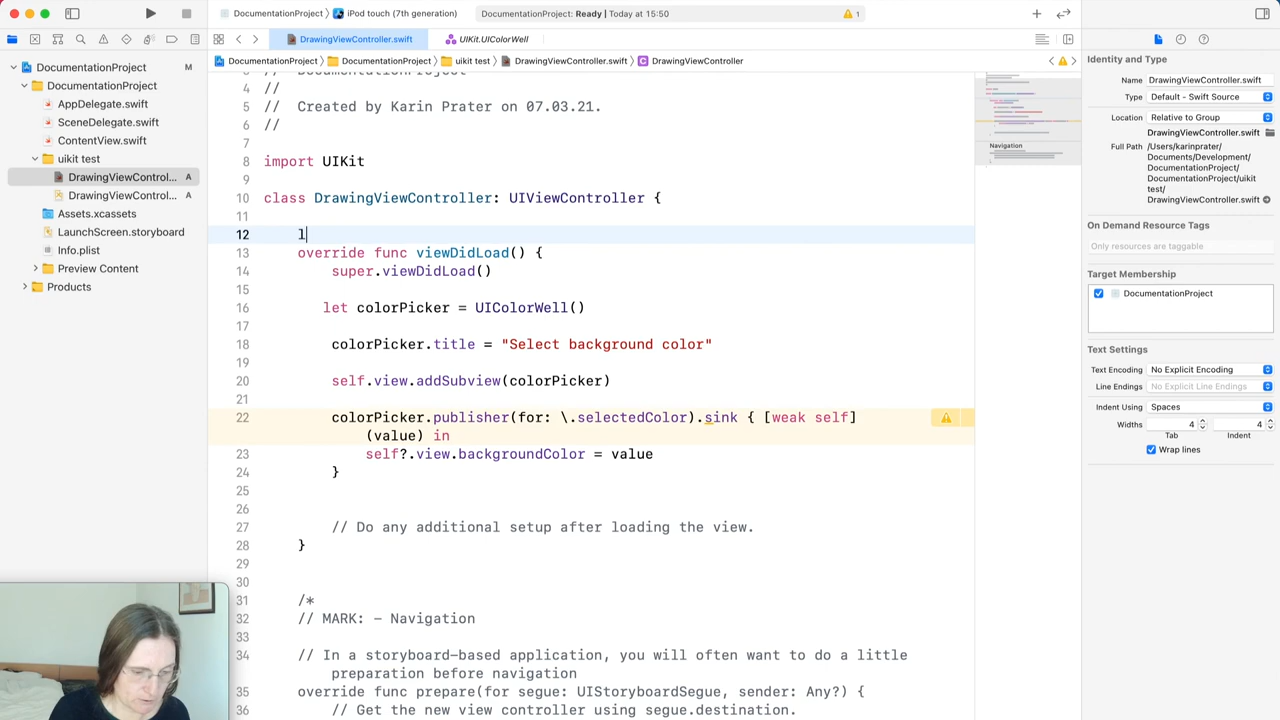 DocumentationProject iPod touch (7th generation)
DocumentationProject: Ready | Today at 15:50
1
DrawingViewController.swift
UIKit.UIColorWell
DocumentationProject DocumentationProject uikit test DrawingViewController.swift DrawingViewController
DocumentationProject M
DocumentationProject
AppDelegate.swift
SceneDelegate.swift
ContentView.swift
uikit test
DrawingViewControl... A
DrawingViewControl... A
Assets.xcassets
LaunchScreen.storyboard
Info.plist
Preview Content
Products
// DocumentationProject
4 //
5 // Created by Karin Prater on 07.03.21.
6 //
7
8 import UIKit
9
10 class DrawingViewController: UIViewController {
11
12 l
13 override func viewDidLoad() {
14 super.viewDidLoad()
15
16 let colorPicker = UIColorWell()
17
18 colorPicker.title = "Select background color"
19
20 self.view.addSubview(colorPicker)
21
22 colorPicker.publisher(for: \.selectedColor).sink { [weak self]
(value) in
23 self?.view.backgroundColor = value
24 }
25
26
27 // Do any additional setup after loading the view.
28 }
29
30
31 /*
32 // MARK: - Navigation
33
34 // In a storyboard-based application, you will often want to do a little
preparation before navigation
35 override func prepare(for segue: UIStoryboardSegue, sender: Any?) {
36 // Get the new view controller using segue.destination.
Navigation
Identity and Type
Name DrawingViewController.swift
Type Default - Swift Source
Location Relative to Group
DrawingViewController.swift
Full Path /Users/karinprater/
Documents/Development/
DocumentationProject/
DocumentationProject/uikit
test/
DrawingViewController.swift
On Demand Resource Tags
Only resources are taggable
Target Membership
DocumentationProject
Text Settings
Text Encoding No Explicit Encoding
Line Endings No Explicit Line Endings
Indent Using Spaces
Widths 4 4
Tab Indent
Wrap lines